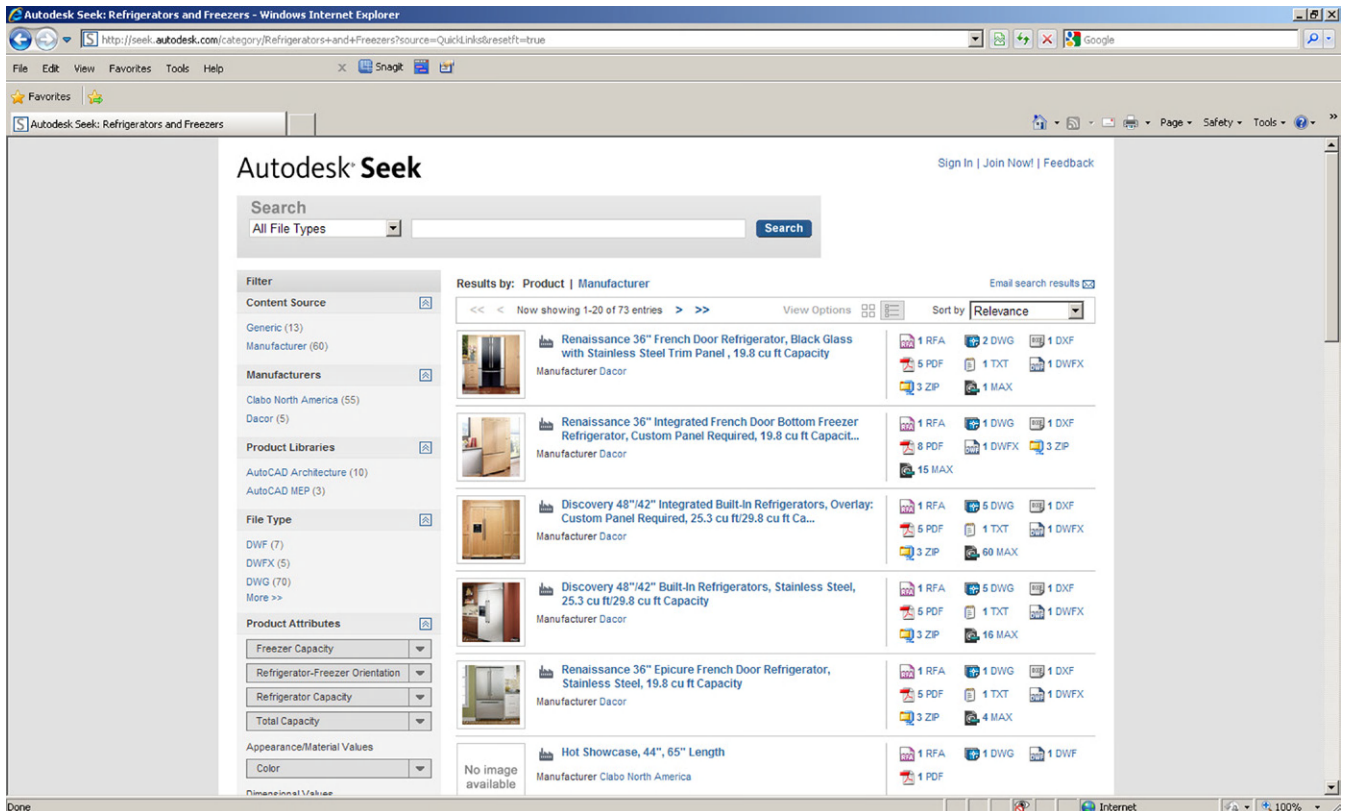 Autodesk Seek: Refrigerators and Freezers - Windows Internet Explorer
http://seek.autodesk.com/category/Refrigerators+and+Freezers?source=QuickLinks&resetft=true
Google
File Edit View Favorites Tools Help
Snagit
Favorites
Autodesk Seek: Refrigerators and Freezers
Page Safety Tools
Autodesk Seek
Sign In | Join Now! | Feedback
Search
All File Types
Search
Filter
Content Source
Generic (13)
Manufacturer (60)
Manufacturers
Clabo North America (55)
Dacor (5)
Product Libraries
AutoCAD Architecture (10)
AutoCAD MEP (3)
File Type
DWF (7)
DWFX (5)
DWG (70)
More >>
Product Attributes
Freezer Capacity
Refrigerator-Freezer Orientation
Refrigerator Capacity
Total Capacity
Appearance/Material Values
Color
Dimensional Values
Results by: Product | Manufacturer
Email search results
<< < Now showing 1-20 of 73 entries > >> View Options Sort by Relevance
Renaissance 36" French Door Refrigerator, Black Glass
with Stainless Steel Trim Panel , 19.8 cu ft Capacity
Manufacturer Dacor
1 RFA 2 DWG 1 DXF
5 PDF 1 TXT 1 DWFX
3 ZIP 1 MAX
Renaissance 36" Integrated French Door Bottom Freezer
Refrigerator, Custom Panel Required, 19.8 cu ft Capacit...
Manufacturer Dacor
1 RFA 1 DWG 1 DXF
8 PDF 1 DWFX 3 ZIP
15 MAX
Discovery 48"/42" Integrated Built-In Refrigerators, Overlay:
Custom Panel Required, 25.3 cu ft/29.8 cu ft Ca...
Manufacturer Dacor
1 RFA 5 DWG 1 DXF
5 PDF 1 TXT 1 DWFX
3 ZIP 60 MAX
Discovery 48"/42" Built-In Refrigerators, Stainless Steel,
25.3 cu ft/29.8 cu ft Capacity
Manufacturer Dacor
1 RFA 5 DWG 1 DXF
5 PDF 1 TXT 1 DWFX
3 ZIP 16 MAX
Renaissance 36" Epicure French Door Refrigerator,
Stainless Steel, 19.8 cu ft Capacity
Manufacturer Dacor
1 RFA 1 DWG 1 DXF
5 PDF 1 TXT 1 DWFX
3 ZIP 4 MAX
No image
available
Hot Showcase, 44", 65" Length
Manufacturer Clabo North America
1 RFA 1 DWG 1 DWF
1 PDF
Done
Internet
100%